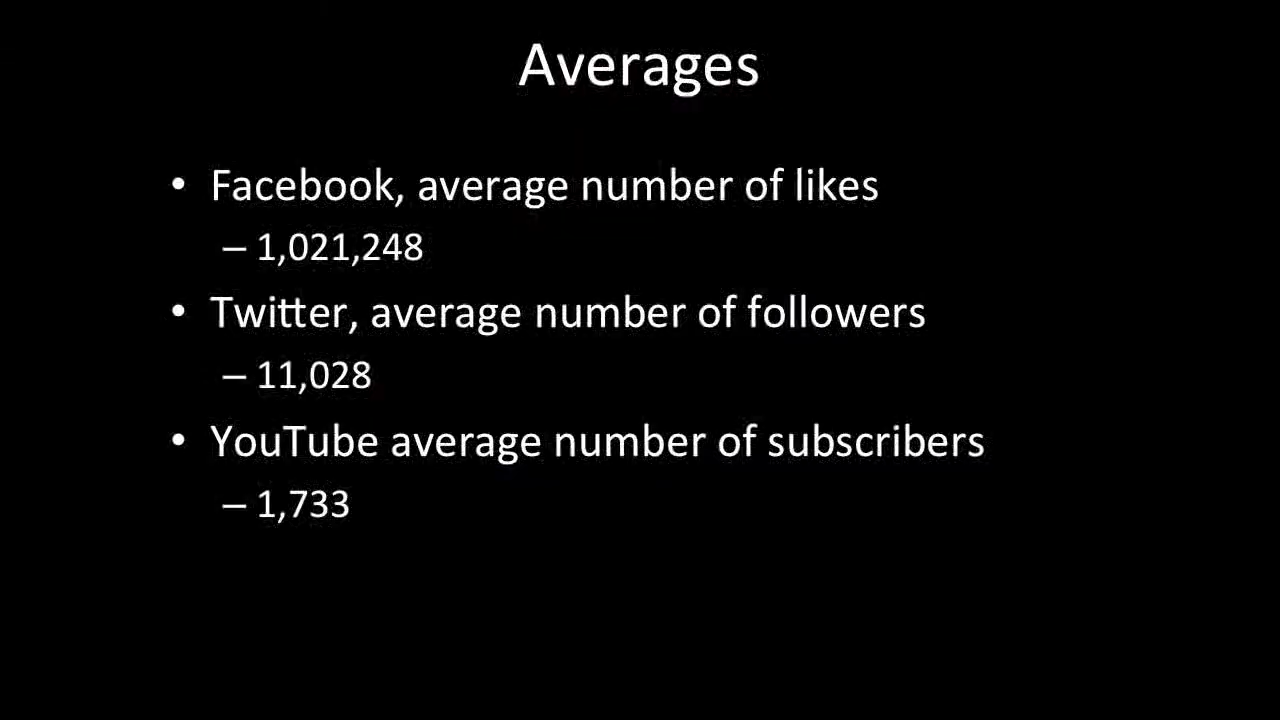 Averages
• Facebook, average number of likes
– 1,021,248
• Twitter, average number of followers
– 11,028
• YouTube average number of subscribers
– 1,733